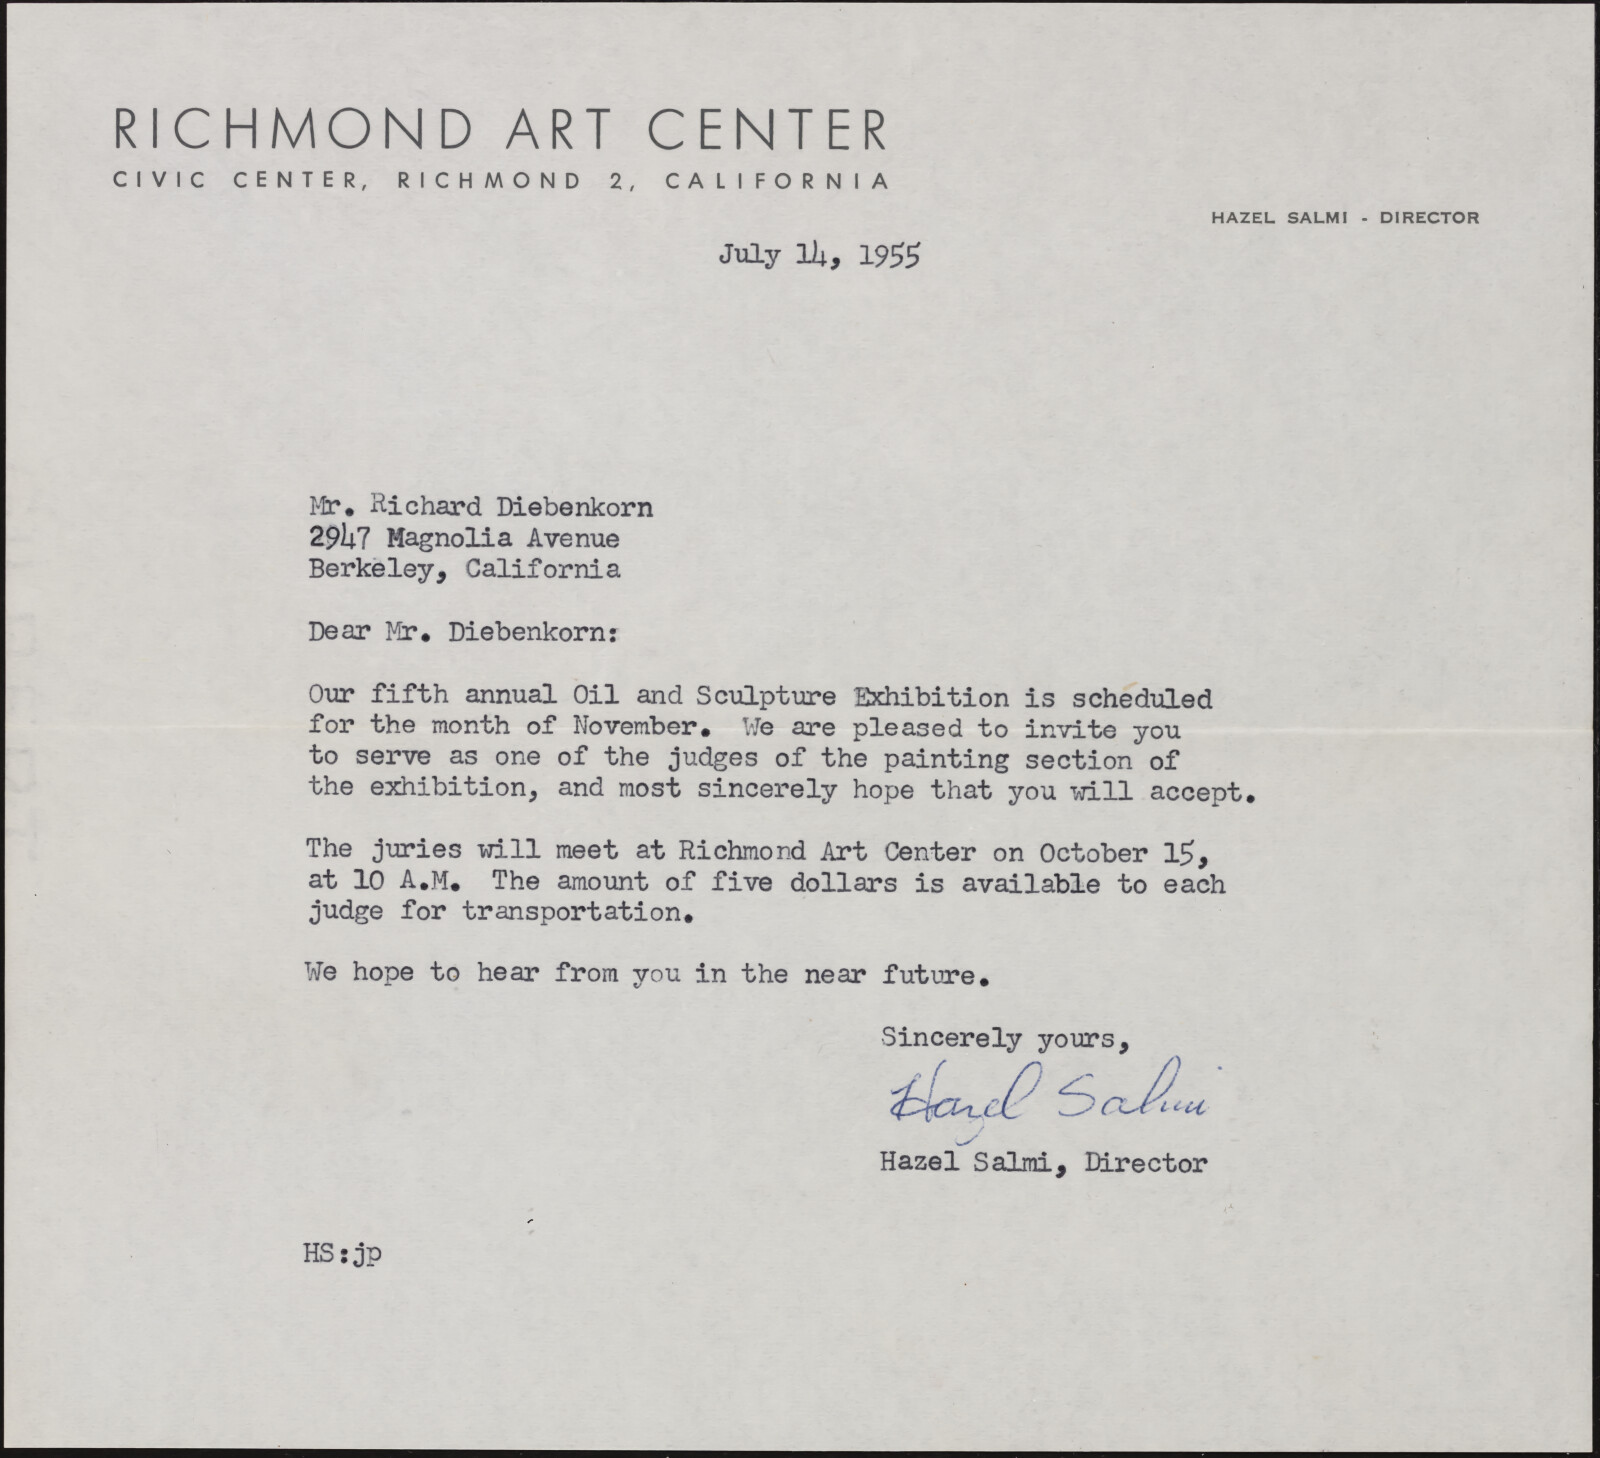 RICHMOND ART CENTER
CIVIC CENTER, RICHMOND 2, CALIFORNIA
HAZEL SALMI - DIRECTOR
July 14, 1955
Mr. Richard Diebenkorn
2947 Magnolia Avenue
Berkeley, California
Dear Mr. Diebenkorn:
Our fifth annual Oil and Sculpture Exhibition is scheduled
for the month of November. We are pleased to invite you
to serve as one of the judges of the painting section of
the exhibition, and most sincerely hope that you will accept.
The juries will meet at Richmond Art Center on October 15,
at 10 A.M. The amount of five dollars is available to each
judge for transportation.
We hope to hear from you in the near future.
Sincerely yours,
Hazel Salmi
Hazel Salmi, Director
HS:jp